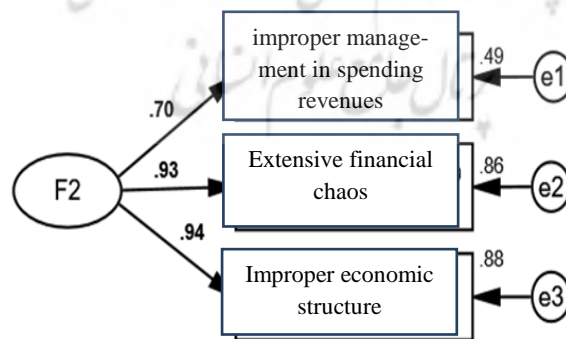 improper manage-
ment in spending
revenues
.49
e1
.70
F2
.93
Extensive financial
chaos
.86
e2
.94
Improper economic
structure
.88
e3